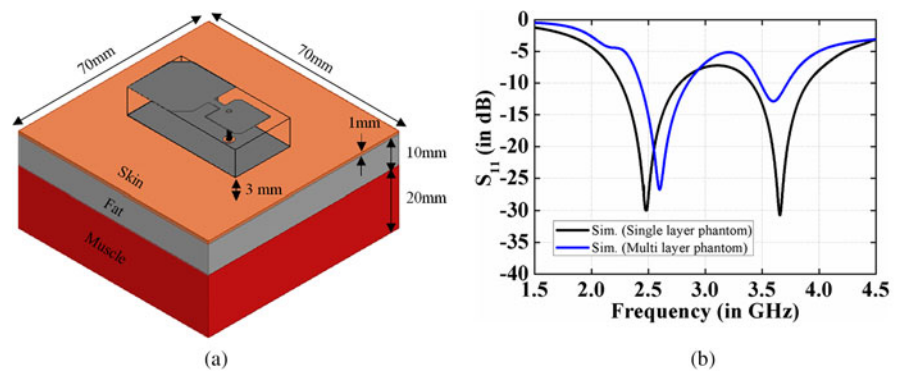 70mm
70mm
1mm
10mm
3 mm
20mm
Skin
Fat
Muscle
(a)
0
-5
-10
-15
-20
-25
-30
-35
-40
S11 (in dB)
Sim. (Single layer phantom)
Sim. (Multi layer phantom)
1.5 2.0 2.5 3.0 3.5 4.0 4.5
Frequency (in GHz)
(b)